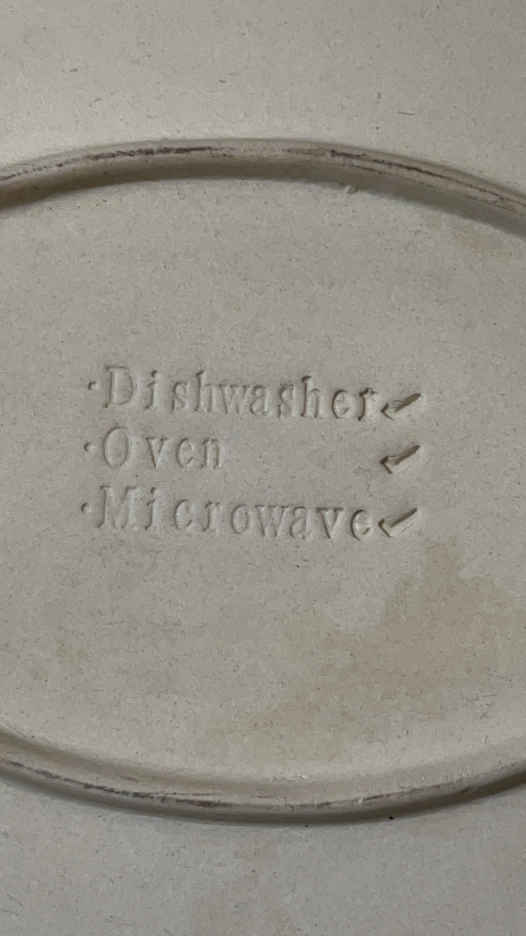 ·Dishwasher✓
·Oven ✓
·Microwave✓